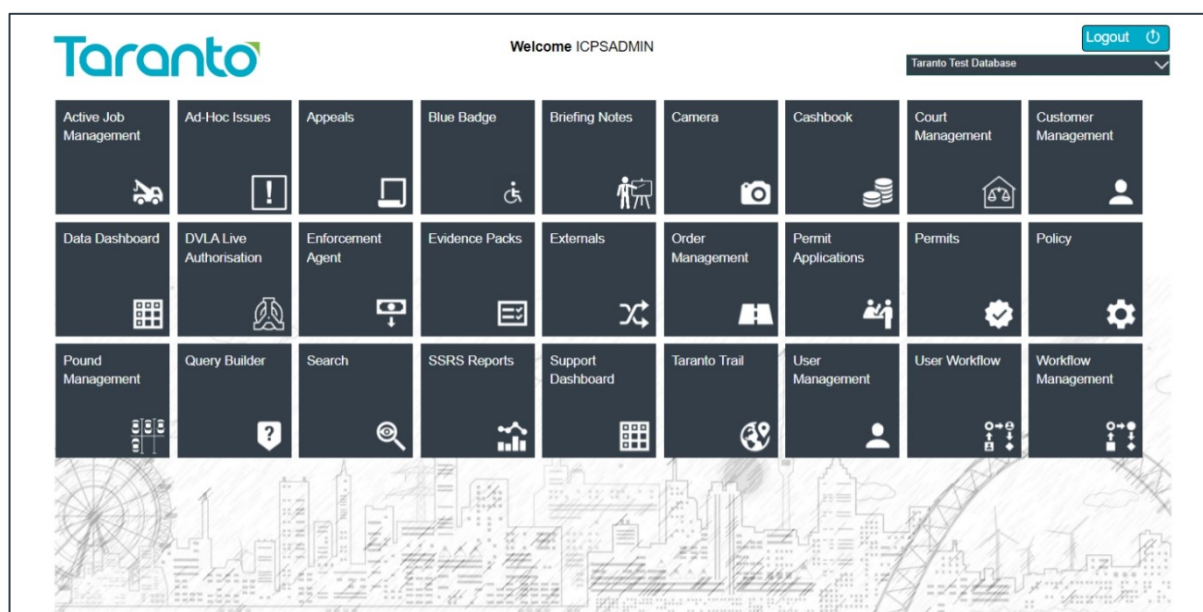 Taranto
Welcome ICPSADMIN
Logout
Taranto Test Database
Active Job
Management
Ad-Hoc Issues
Appeals
Blue Badge
Briefing Notes
Camera
Cashbook
Court
Management
Customer
Management
Data Dashboard
DVLA Live
Authorisation
Enforcement
Agent
Evidence Packs
Externals
Order
Management
Permit
Applications
Permits
Policy
Pound
Management
Query Builder
Search
SSRS Reports
Support
Dashboard
Taranto Trail
User
Management
User Workflow
Workflow
Management